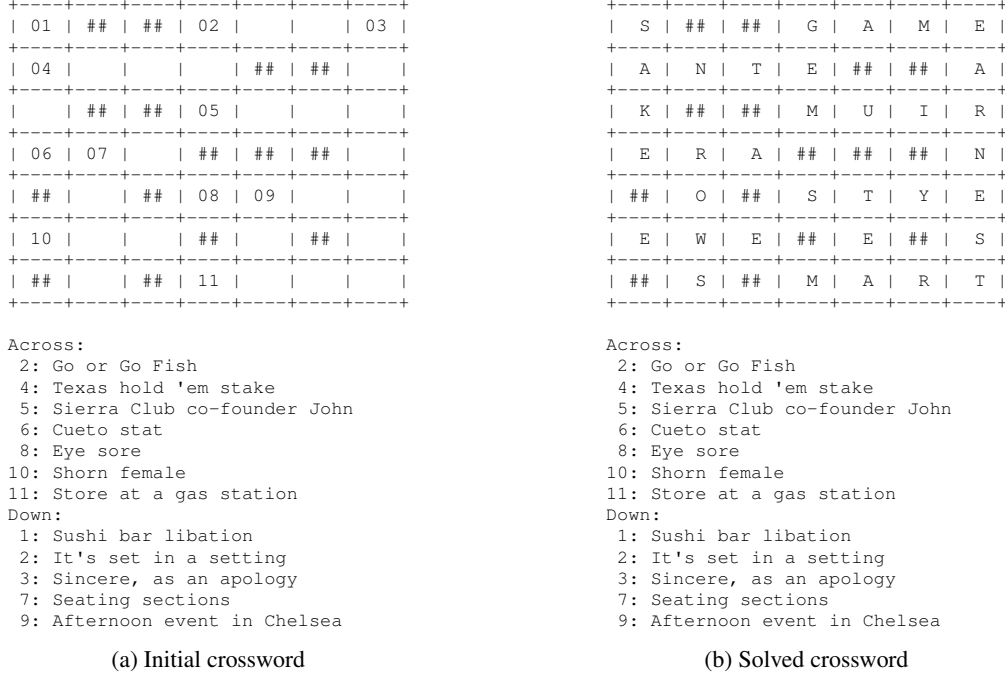 +----+----+----+----+----+----+----+
| 01 | ## | ## | 02 |    |    | 03 |
+----+----+----+----+----+----+----+
| 04 |    |    |    | ## | ## |    |
+----+----+----+----+----+----+----+
|    | ## | ## | 05 |    |    |    |
+----+----+----+----+----+----+----+
| 06 | 07 |    | ## | ## | ## |    |
+----+----+----+----+----+----+----+
| ## |    | ## | 08 | 09 |    |    |
+----+----+----+----+----+----+----+
| 10 |    |    | ## |    | ## |    |
+----+----+----+----+----+----+----+
| ## |    | ## | 11 |    |    |    |
+----+----+----+----+----+----+----+
Across:
2: Go or Go Fish
4: Texas hold 'em stake
5: Sierra Club co-founder John
6: Cueto stat
8: Eye sore
10: Shorn female
11: Store at a gas station
Down:
1: Sushi bar libation
2: It's set in a setting
3: Sincere, as an apology
7: Seating sections
9: Afternoon event in Chelsea
(a) Initial crossword
+----+----+----+----+----+----+----+
| S | ## | ## | G | A | M | E |
+----+----+----+----+----+----+----+
| A | N | T | E | ## | ## | A |
+----+----+----+----+----+----+----+
| K | ## | ## | M | U | I | R |
+----+----+----+----+----+----+----+
| E | R | A | ## | ## | ## | N |
+----+----+----+----+----+----+----+
| ## | O | ## | S | T | Y | E |
+----+----+----+----+----+----+----+
| E | W | E | ## | E | ## | S |
+----+----+----+----+----+----+----+
| ## | S | ## | M | A | R | T |
+----+----+----+----+----+----+----+
Across:
2: Go or Go Fish
4: Texas hold 'em stake
5: Sierra Club co-founder John
6: Cueto stat
8: Eye sore
10: Shorn female
11: Store at a gas station
Down:
1: Sushi bar libation
2: It's set in a setting
3: Sincere, as an apology
7: Seating sections
9: Afternoon event in Chelsea
(b) Solved crossword